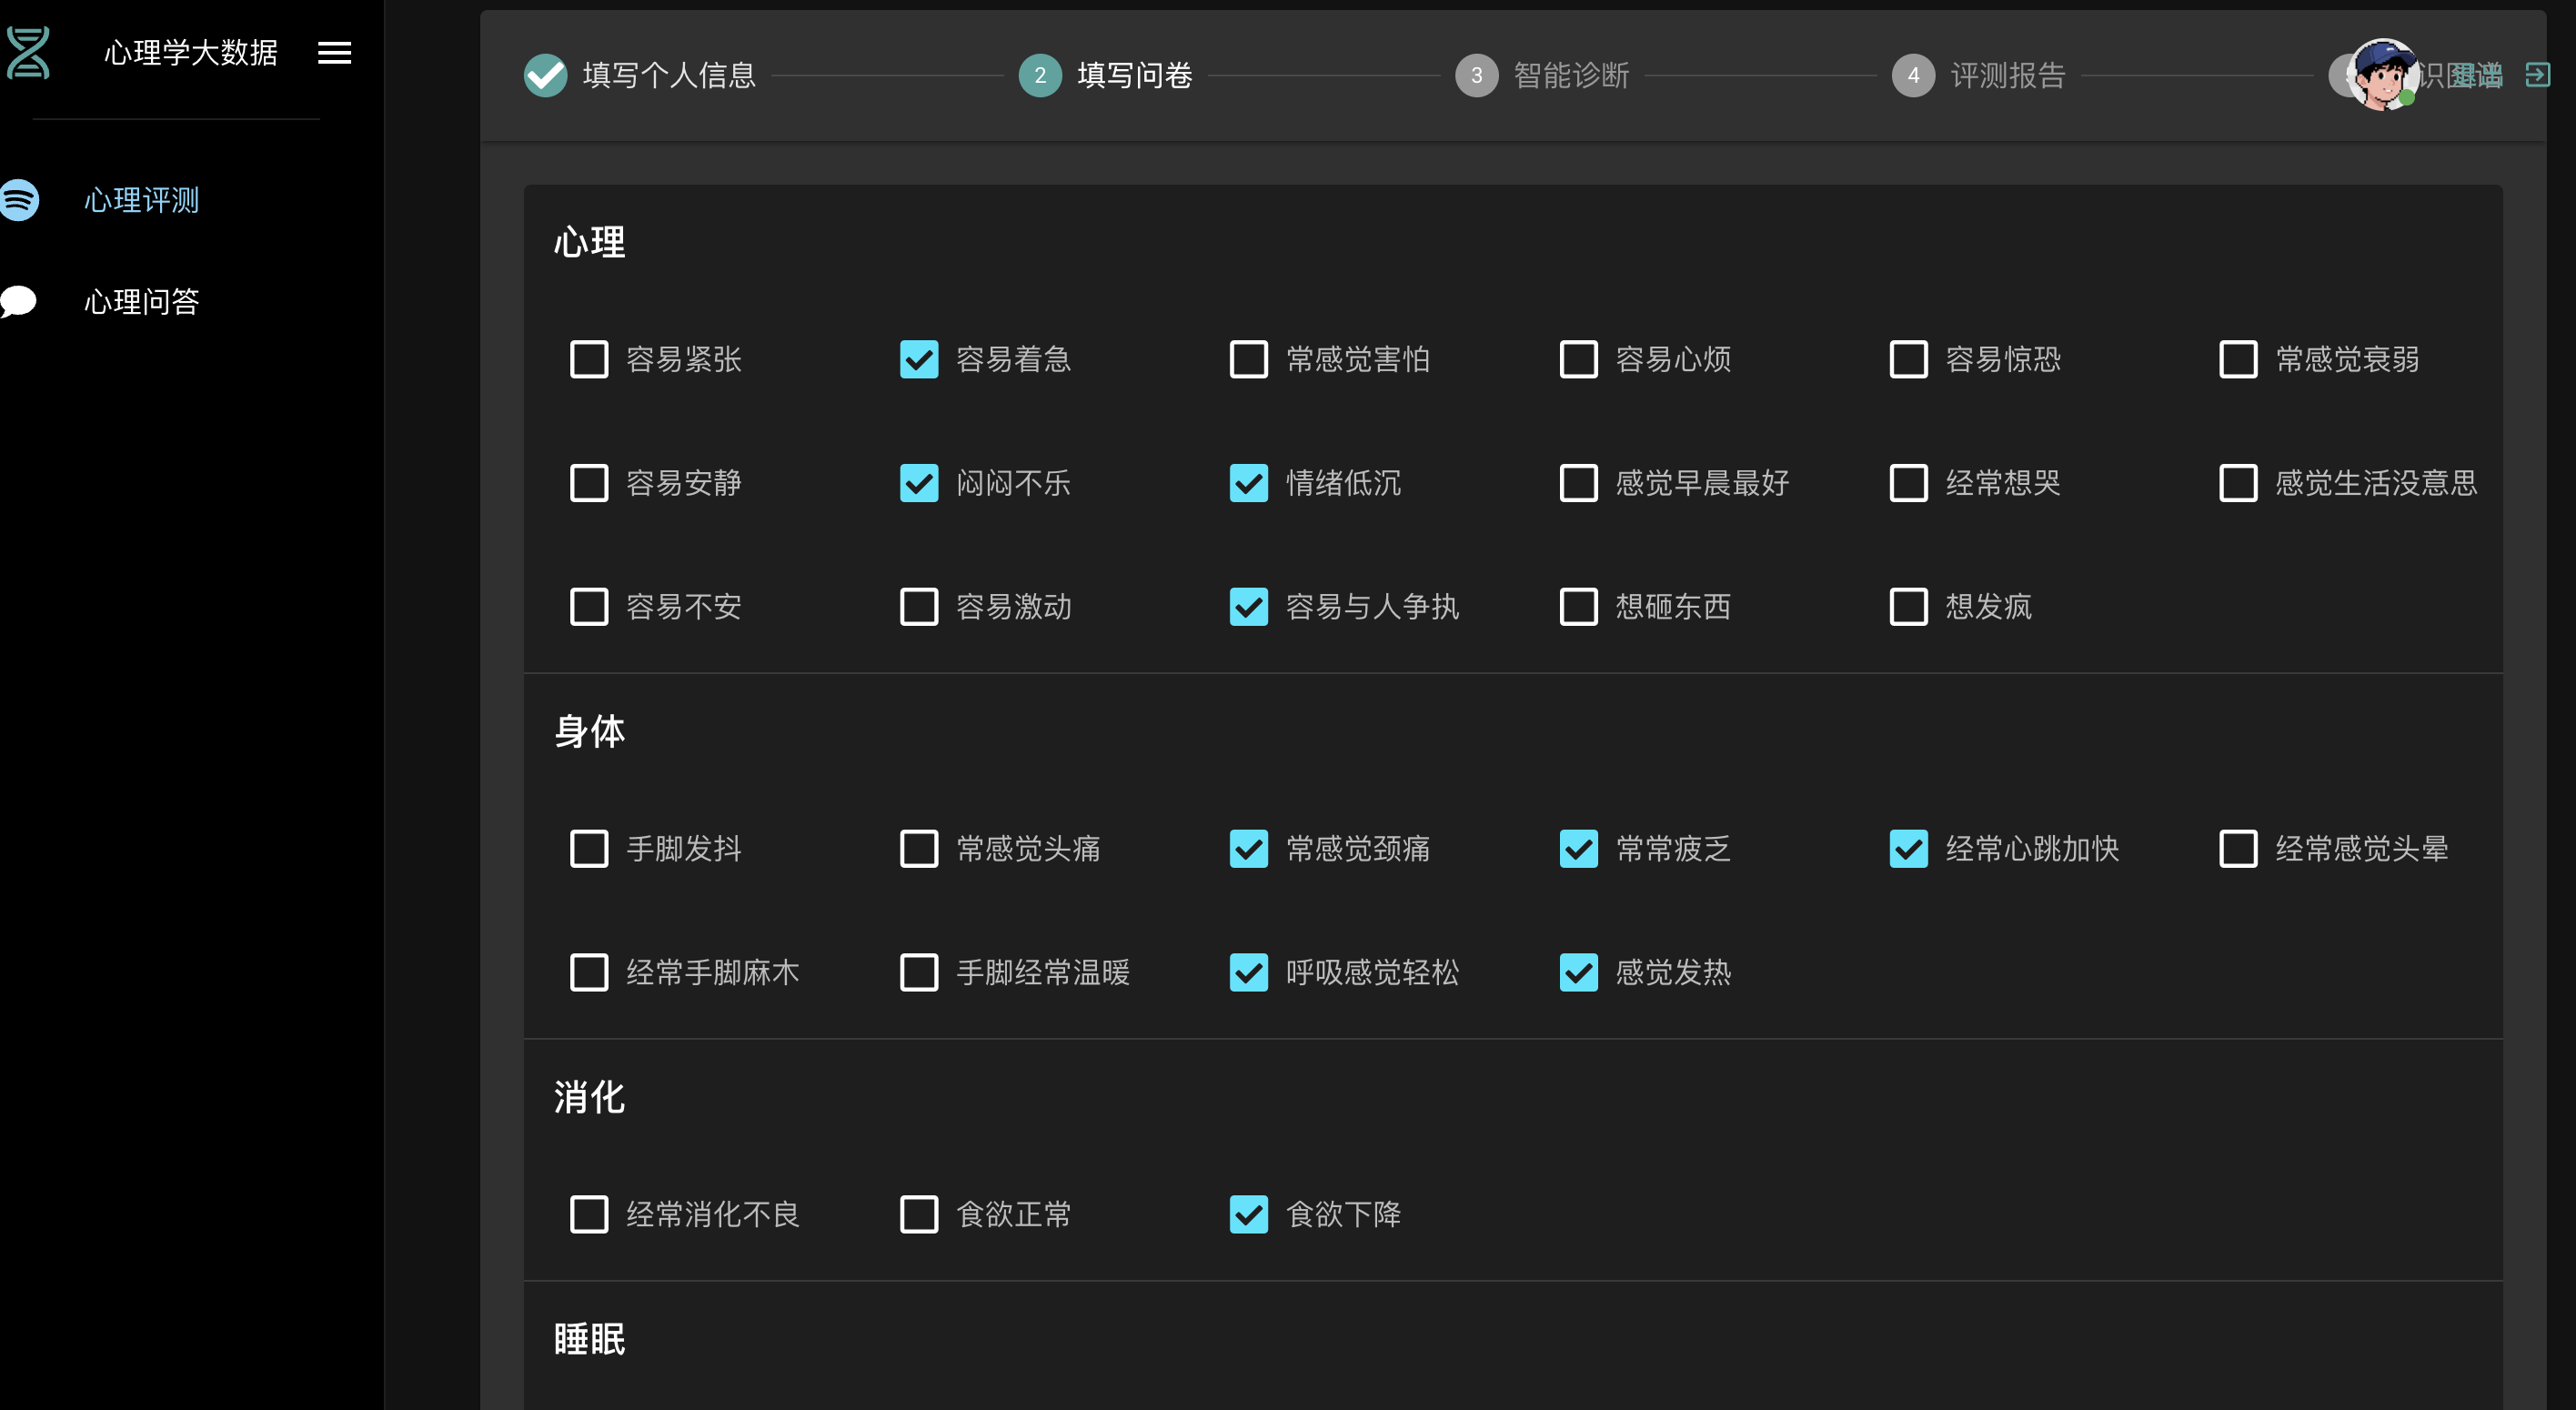 心理学大数据
心理评测
心理问答
填写个人信息
2 填写问卷
3 智能诊断
4 评测报告
识图谱
退出
心理
容易紧张 容易着急 常感觉害怕 容易心烦 容易惊恐 常感觉衰弱
容易安静 闷闷不乐 情绪低沉 感觉早晨最好 经常想哭 感觉生活没意思
容易不安 容易激动 容易与人争执 想砸东西 想发疯
身体
手脚发抖 常感觉头痛 常感觉颈痛 常常疲乏 经常心跳加快 经常感觉头晕
经常手脚麻木 手脚经常温暖 呼吸感觉轻松 感觉发热
消化
经常消化不良 食欲正常 食欲下降
睡眠